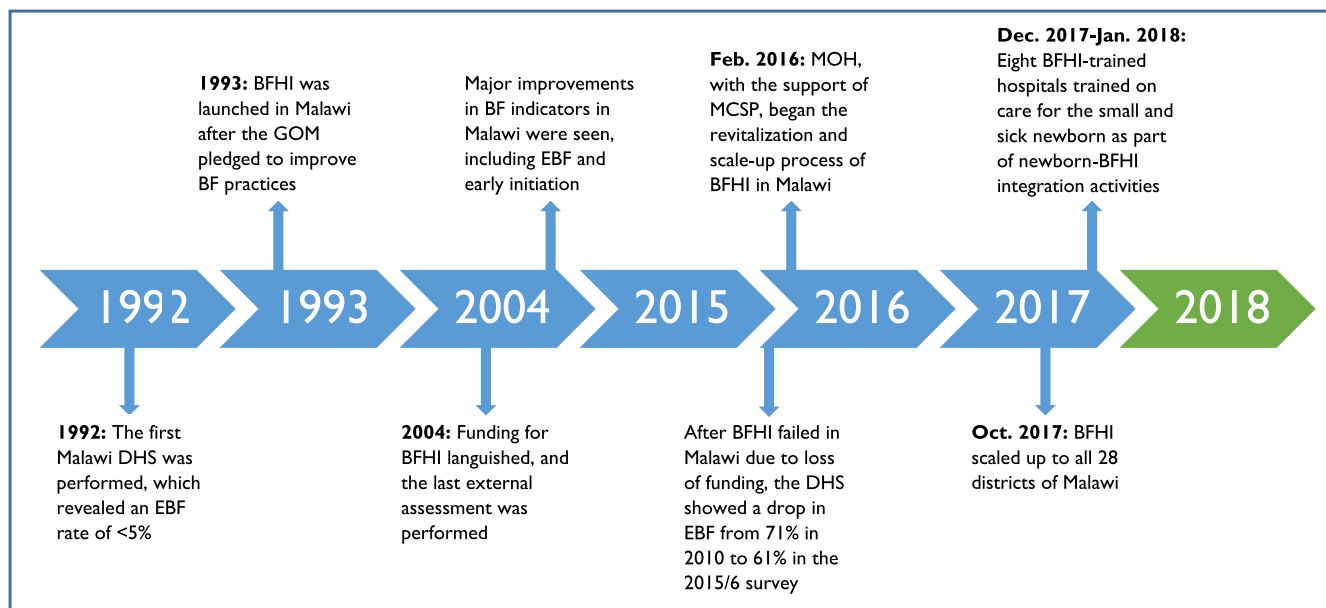 1993: BFHI was
launched in Malawi
after the GOM
pledged to improve
BF practices
Major improvements
in BF indicators in
Malawi were seen,
including EBF and
early initiation
Feb. 2016: MOH,
with the support of
MCSP, began the
revitalization and
scale-up process of
BFHI in Malawi
Dec. 2017-Jan. 2018:
Eight BFHI-trained
hospitals trained on
care for the small and
sick newborn as part
of newborn-BFHI
integration activities
1992
1993
2004
2015
2016
2017
2018
1992: The first
Malawi DHS was
performed, which
revealed an EBF
rate of <5%
2004: Funding for
BFHI languished, and
the last external
assessment was
performed
After BFHI failed in
Malawi due to loss
of funding, the DHS
showed a drop in
EBF from 71% in
2010 to 61% in the
2015/6 survey
Oct. 2017: BFHI
scaled up to all 28
districts of Malawi